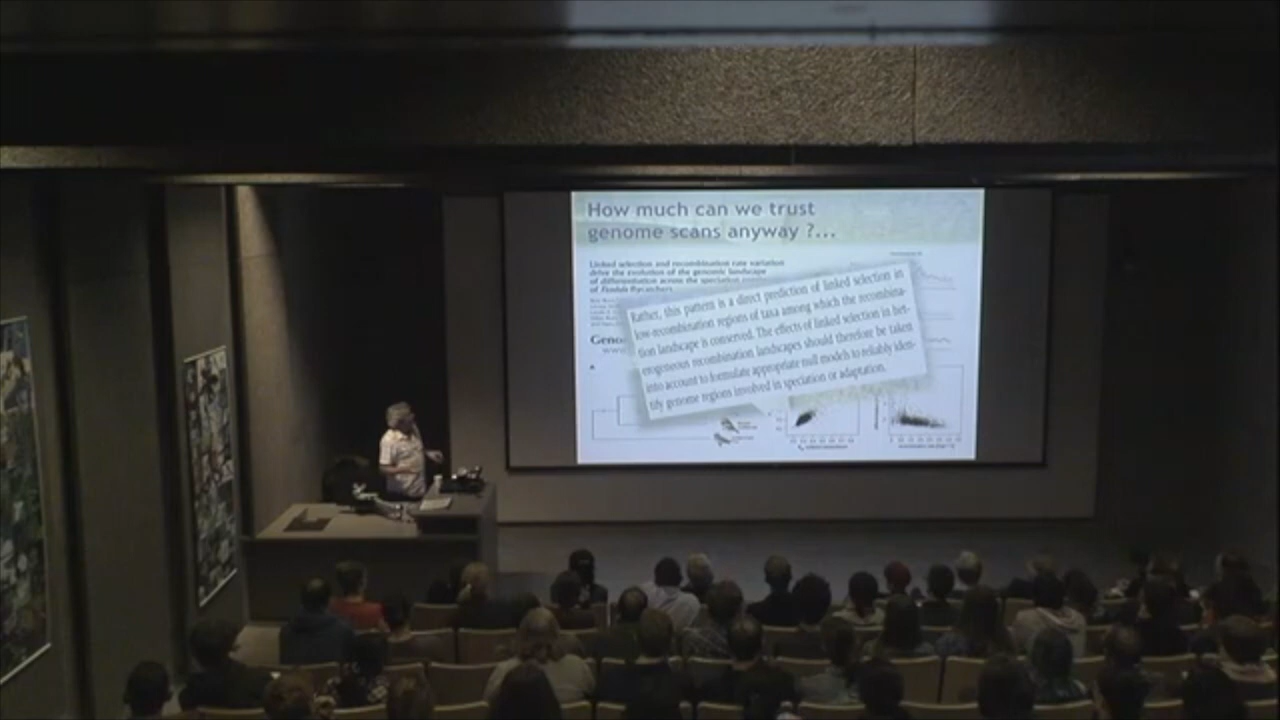 How much can we trust
genome scans anyway ?...
Linked selection and recombination rate variation
drive the evolution of the genomic landscape
of differentiation across the speciation
of Ficedula flycatchers
Rather, this pattern is a direct prediction of linked selection in
low-recombination regions of taxa among which the recombina-
tion landscape is conserved. The effects of linked selection in het-
erogeneous recombination landscapes should therefore be taken
into account to formulate appropriate null models to reliably iden-
tify genome regions involved in speciation or adaptation.
Geno